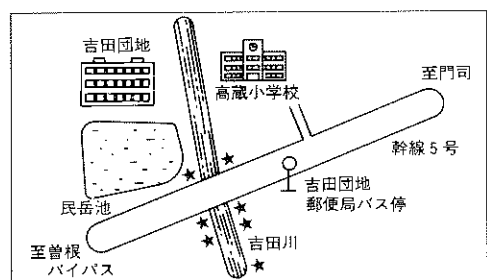 吉田団地
高蔵小学校
至門司
幹線5号
吉田団地
郵便局バス停
民岳池
至曽根
バイパス
吉田川